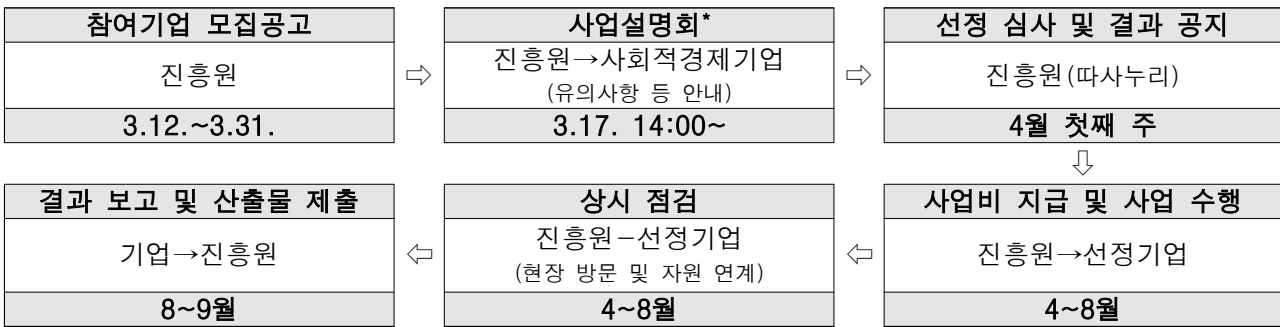 참여기업 모집공고
진흥원
3.12.~3.31.
⇨
사업설명회*
진흥원→사회적경제기업
(유의사항 등 안내)
3.17. 14:00~
⇨
선정 심사 및 결과 공지
진흥원(따사누리)
4월 첫째 주
⇩
사업비 지급 및 사업 수행
진흥원→선정기업
4~8월
⇦
상시 점검
진흥원-선정기업
(현장 방문 및 자원 연계)
4~8월
⇦
결과 보고 및 산출물 제출
기업→진흥원
8~9월